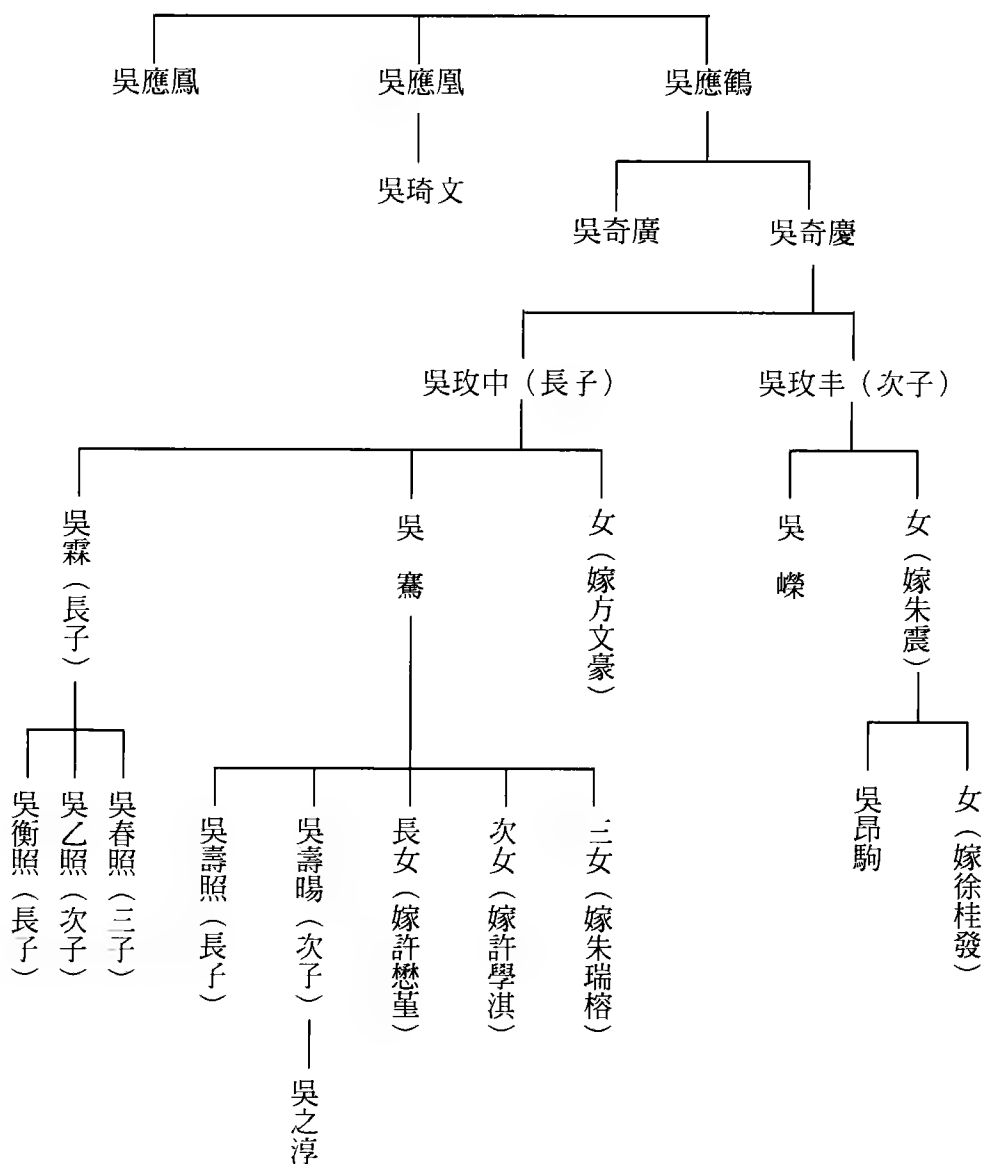 吳應鳳
吳應凰
吳應鶴
吳琦文
吳奇廣
吳奇慶
吳玫中（長子）
吳玫丰（次子）
吳霖（長子）
吳騫
女（嫁方文豪）
吳嶸
女（嫁朱震）
吳衡照（長子）
吳乙照（次子）
吳春照（三子）
吳壽照（長子）
吳壽暘（次子）
長女（嫁許懋堇）
次女（嫁許學淇）
三女（嫁朱瑞榕）
吳昂駒
女（嫁徐桂發）
吳之淳